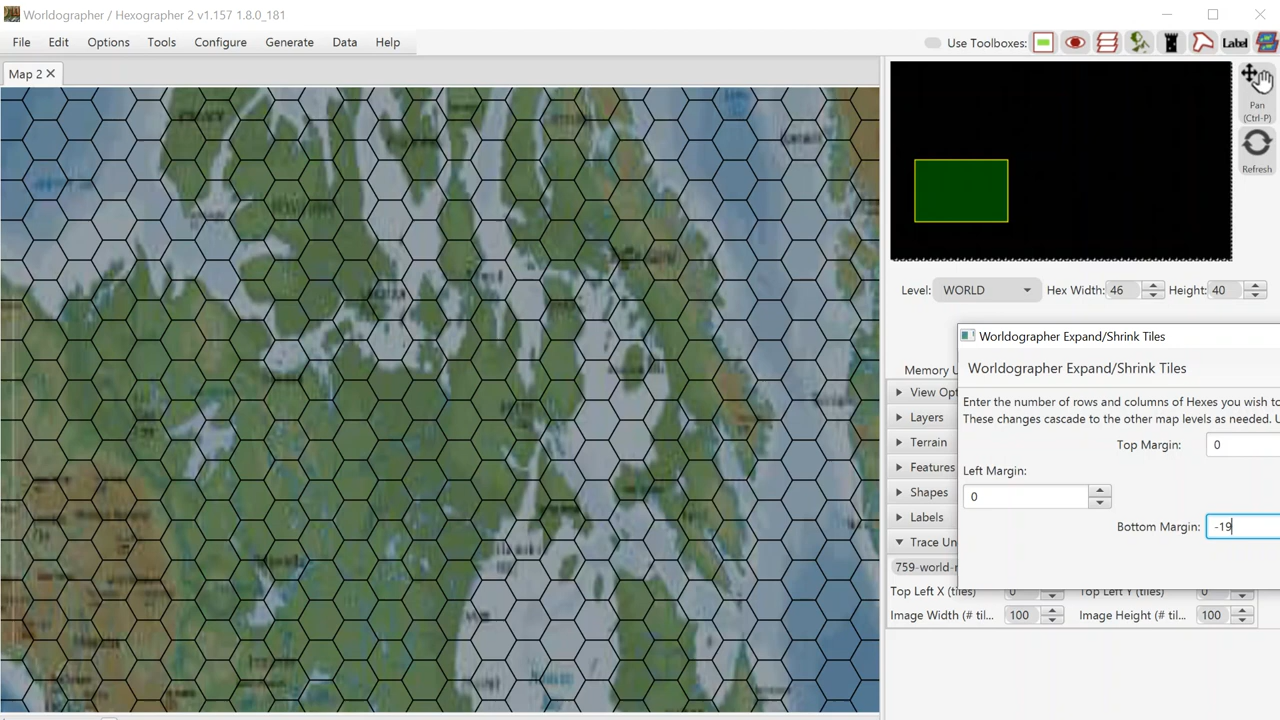 Worldographer / Hexographer 2 v1.157 1.8.0_181
File Edit Options Tools Configure Generate Data Help
Use Toolboxes: Label
Map 2
Pan
(Ctrl-P)
Refresh
Level: WORLD Hex Width: 46 Height: 40
Worldographer Expand/Shrink Tiles
Memory U
Worldographer Expand/Shrink Tiles
View Opt
Enter the number of rows and columns of Hexes you wish to
Layers
These changes cascade to the other map levels as needed. U
Terrain
Top Margin: 0
Features
Left Margin:
Shapes
0
Labels
Bottom Margin: -19
Trace Un
759-world-
Top Left X (tiles) 0 Top Left Y (tiles) 0
Image Width (# til... 100 Image Height (# til... 100